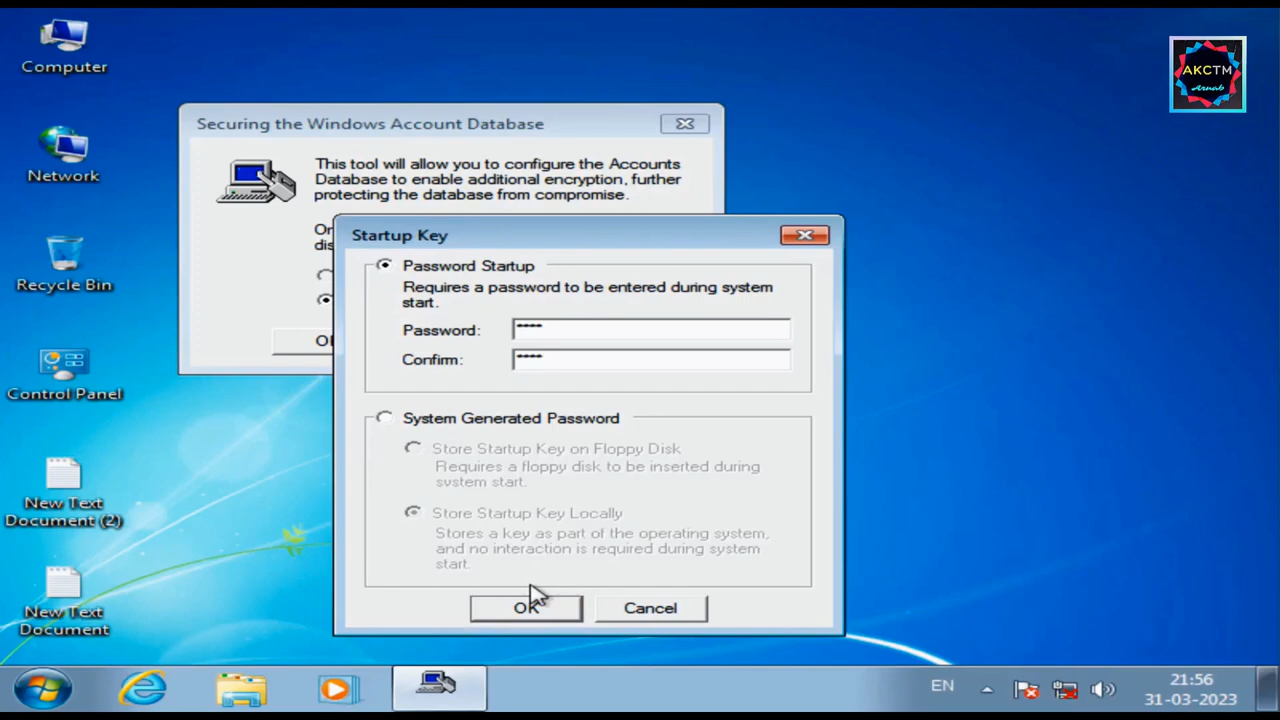 Computer
Network
Recycle Bin
Control Panel
New Text
Document (2)
New Text
Document
AKCTM
Arnab
Securing the Windows Account Database
This tool will allow you to configure the Accounts
Database to enable additional encryption, further
protecting the database from compromise.
Startup Key
Password Startup
Requires a password to be entered during system
start.
Password: ****
Confirm: ****
System Generated Password
Store Startup Key on Floppy Disk
Requires a floppy disk to be inserted during
system start.
Store Startup Key Locally
Stores a key as part of the operating system,
and no interaction is required during system
start.
OK
Cancel
EN
21:56
31-03-2023